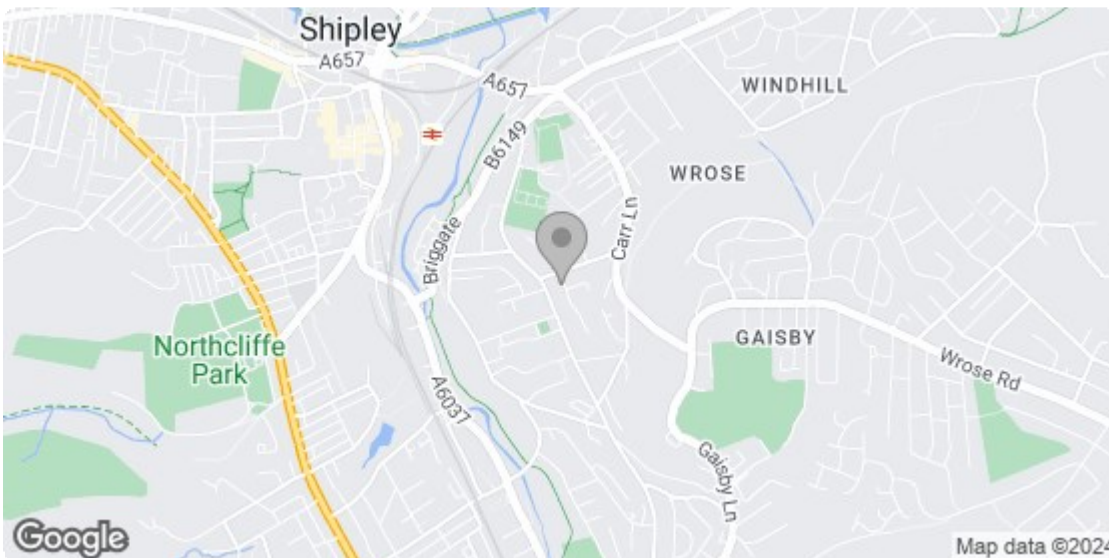 Shipley
A657
A657
WINDHILL
B6149
WROSE
Carr Ln
Briggate
Northcliffe
Park
GAISBY
Wrose Rd
A6037
Gaisby Ln
Google
Map data ©2024